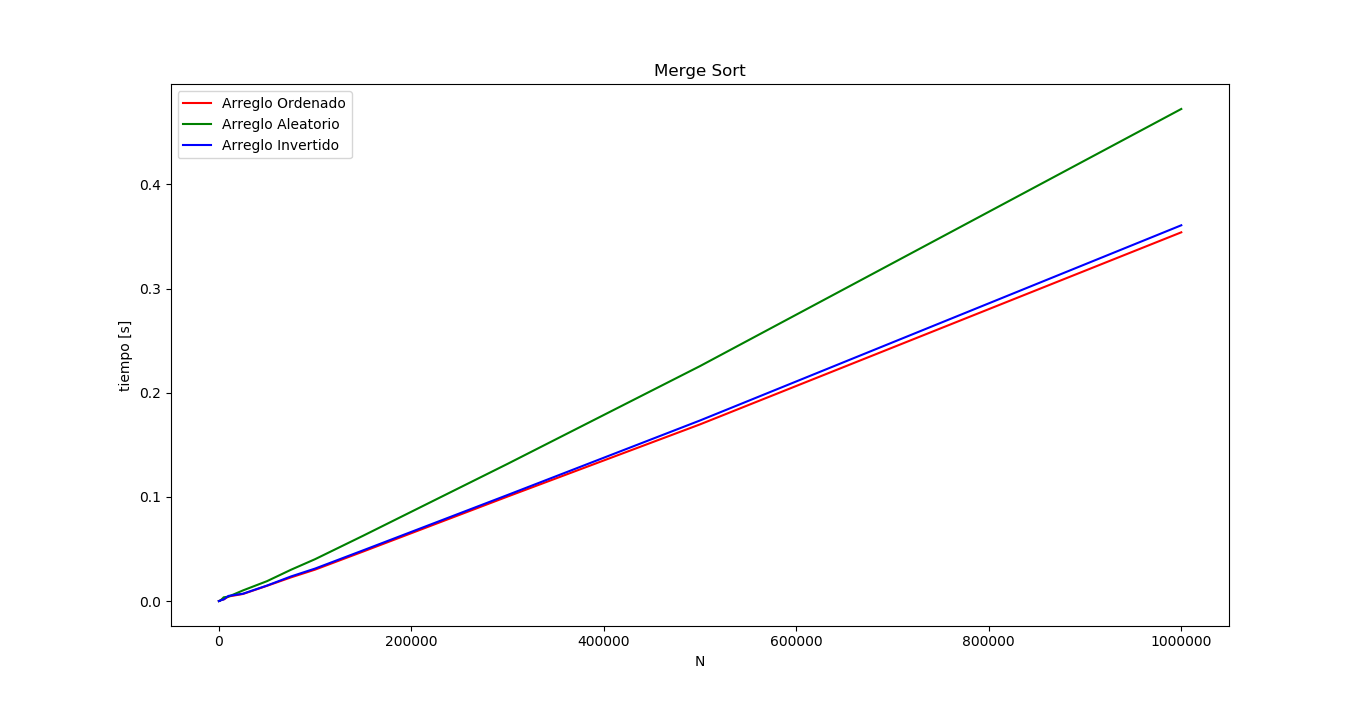 Merge Sort
Arreglo Ordenado
Arreglo Aleatorio
Arreglo Invertido
tiempo [s]
0.4
0.3
0.2
0.1
0.0
0 200000 400000 600000 800000 1000000
N